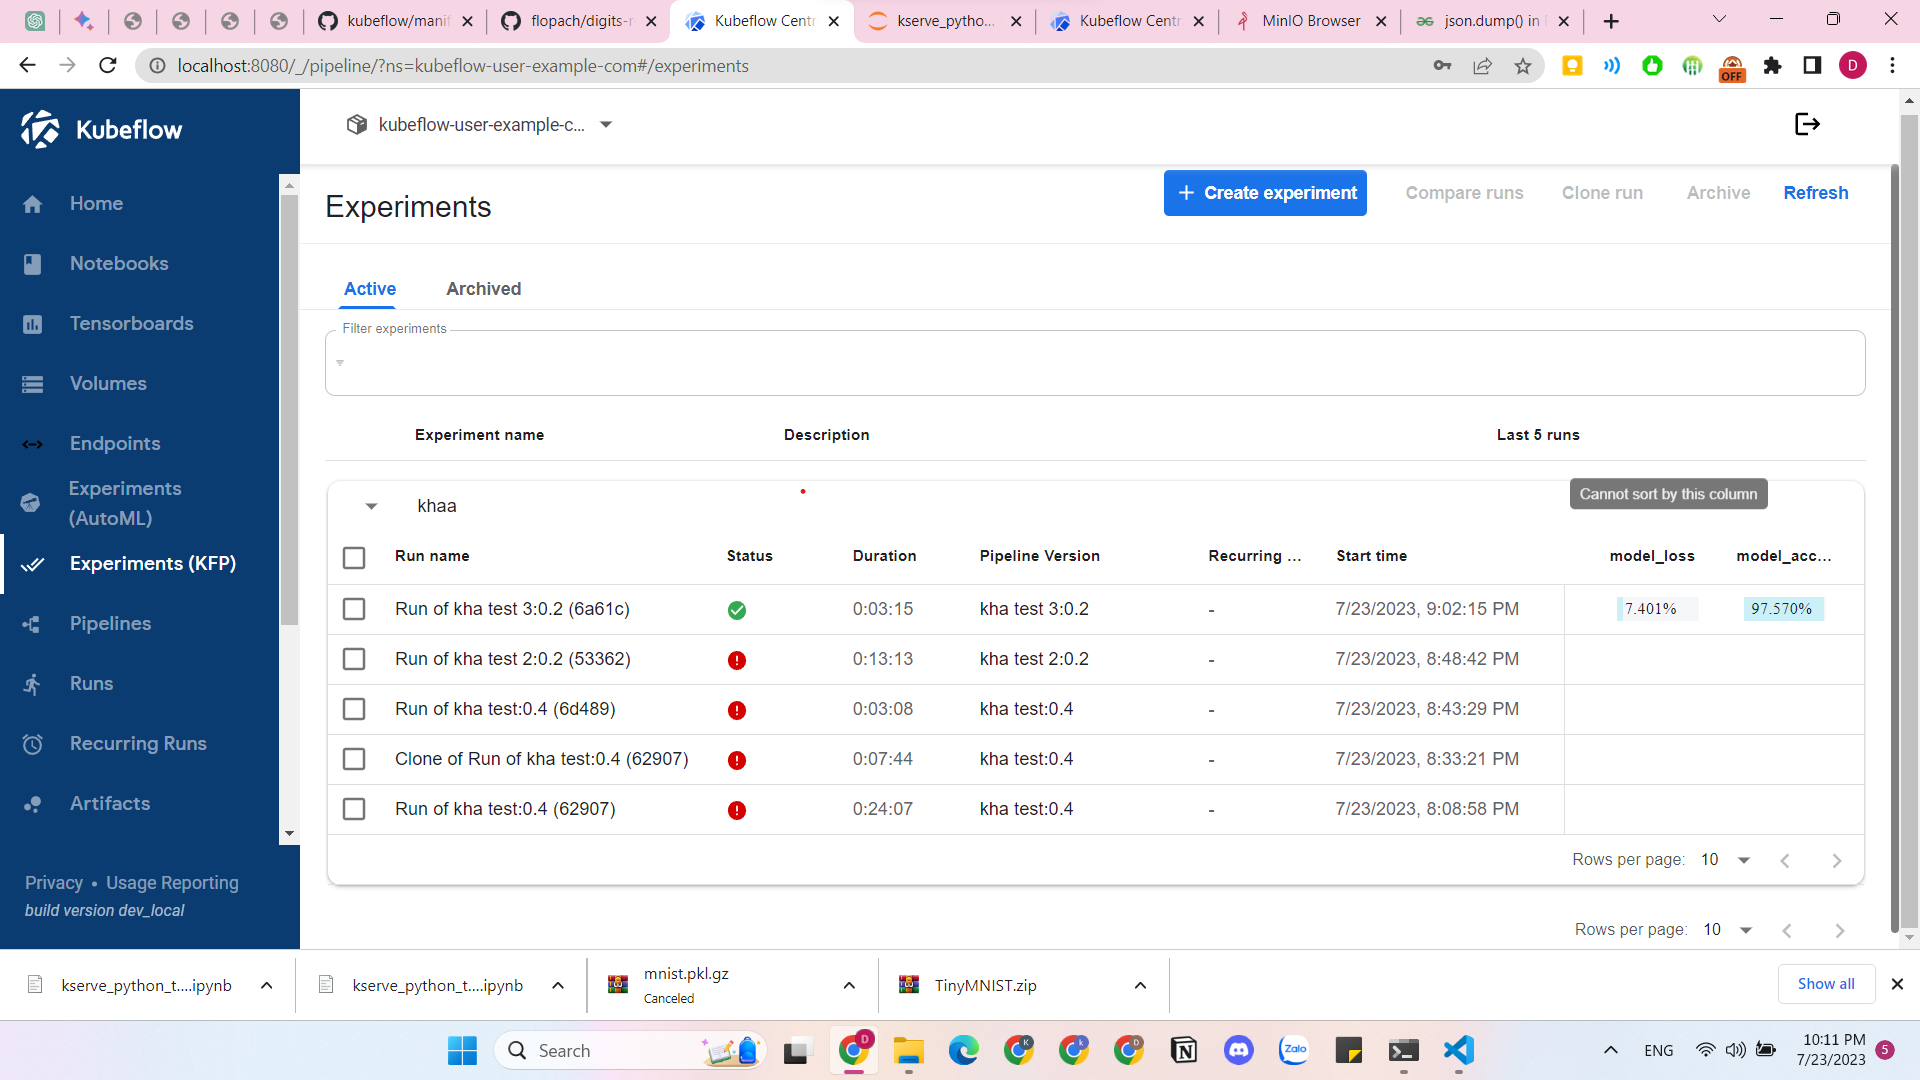 kubeflow/manif
flopach/digits-r
Kubeflow Centr
kserve_pytho...
Kubeflow Centr
MinIO Browser
json.dump() in
localhost:8080/_/pipeline/?ns=kubeflow-user-example-com#/experiments
OFF
D
Kubeflow
kubeflow-user-example-c...
Home
Notebooks
Tensorboards
Volumes
Endpoints
Experiments
(AutoML)
Experiments (KFP)
Pipelines
Runs
Recurring Runs
Artifacts
Privacy • Usage Reporting
build version dev_local
Experiments
+ Create experiment
Compare runs
Clone run
Archive
Refresh
Active
Archived
Filter experiments
Experiment name Description Last 5 runs
khaa
Cannot sort by this column
Run name Status Duration Pipeline Version Recurring ... Start time model_loss model_acc...
Run of kha test 3:0.2 (6a61c) 0:03:15 kha test 3:0.2 - 7/23/2023, 9:02:15 PM 7.401% 97.570%
Run of kha test 2:0.2 (53362) 0:13:13 kha test 2:0.2 - 7/23/2023, 8:48:42 PM
Run of kha test:0.4 (6d489) 0:03:08 kha test:0.4 - 7/23/2023, 8:43:29 PM
Clone of Run of kha test:0.4 (62907) 0:07:44 kha test:0.4 - 7/23/2023, 8:33:21 PM
Run of kha test:0.4 (62907) 0:24:07 kha test:0.4 - 7/23/2023, 8:08:58 PM
Rows per page: 10
Rows per page: 10
kserve_python_t....ipynb
kserve_python_t....ipynb
mnist.pkl.gz
Canceled
TinyMNIST.zip
Show all
Search
D
K
k
D
Zalo
ENG
10:11 PM
7/23/2023
5